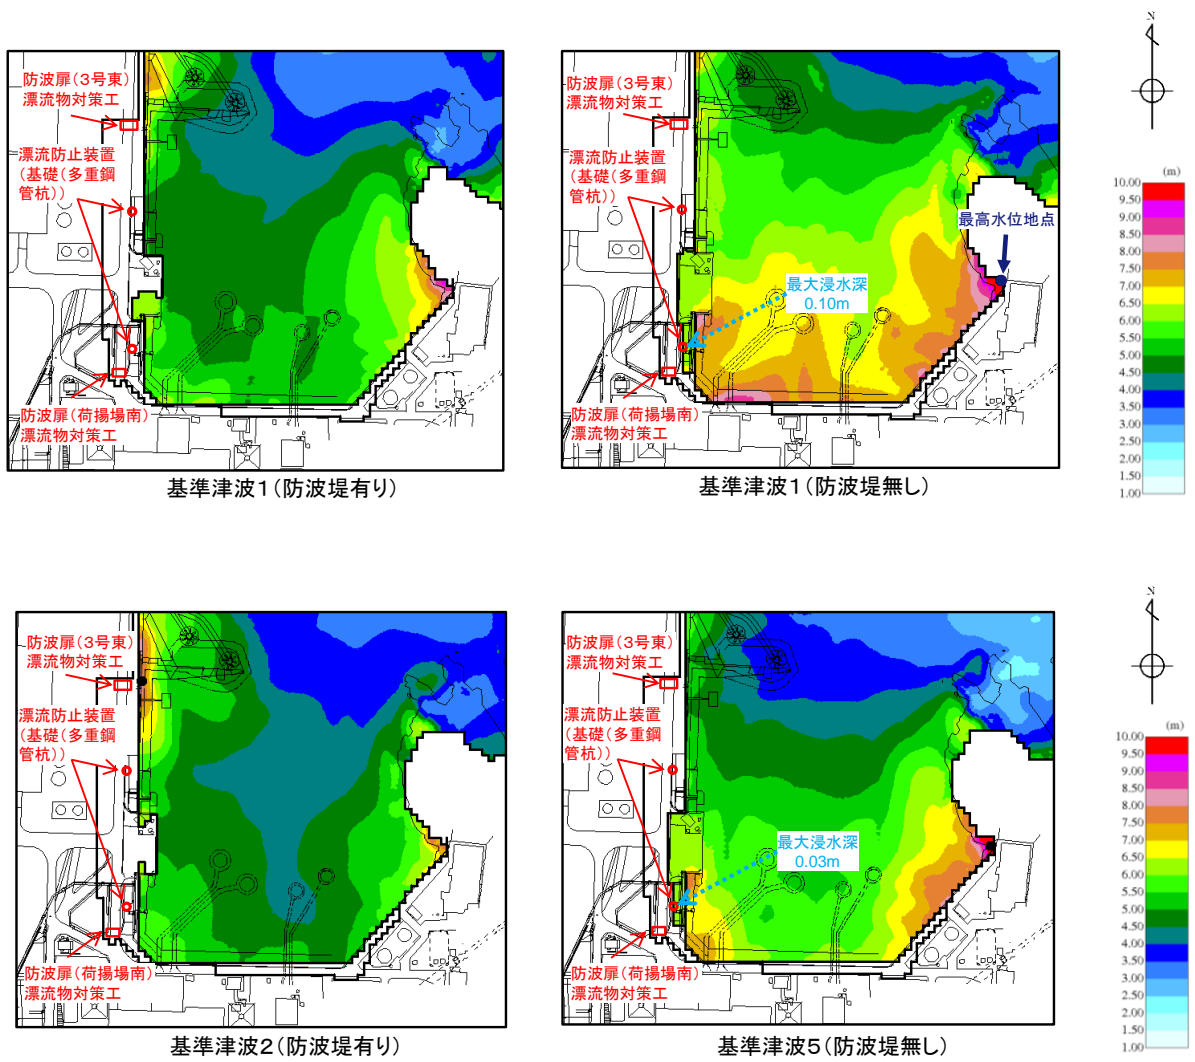 防波扉(3号東)
漂流物対策工
漂流防止装置
(基礎(多重鋼
管杭))
防波扉(荷揚場南)
漂流物対策工
基準津波1(防波堤有り)
防波扉(3号東)
漂流物対策工
漂流防止装置
(基礎(多重鋼
管杭))
最高水位地点
最大浸水深
0.10m
防波扉(荷揚場南)
漂流物対策工
基準津波1(防波堤無し)
N
(m)
10.00
9.50
9.00
8.50
8.00
7.50
7.00
6.50
6.00
5.50
5.00
4.50
4.00
3.50
3.00
2.50
2.00
1.50
1.00
防波扉(3号東)
漂流物対策工
漂流防止装置
(基礎(多重鋼
管杭))
防波扉(荷揚場南)
漂流物対策工
基準津波2(防波堤有り)
防波扉(3号東)
漂流物対策工
漂流防止装置
(基礎(多重鋼
管杭))
最大浸水深
0.03m
防波扉(荷揚場南)
漂流物対策工
基準津波5(防波堤無し)
N
(m)
10.00
9.50
9.00
8.50
8.00
7.50
7.00
6.50
6.00
5.50
5.00
4.50
4.00
3.50
3.00
2.50
2.00
1.50
1.00